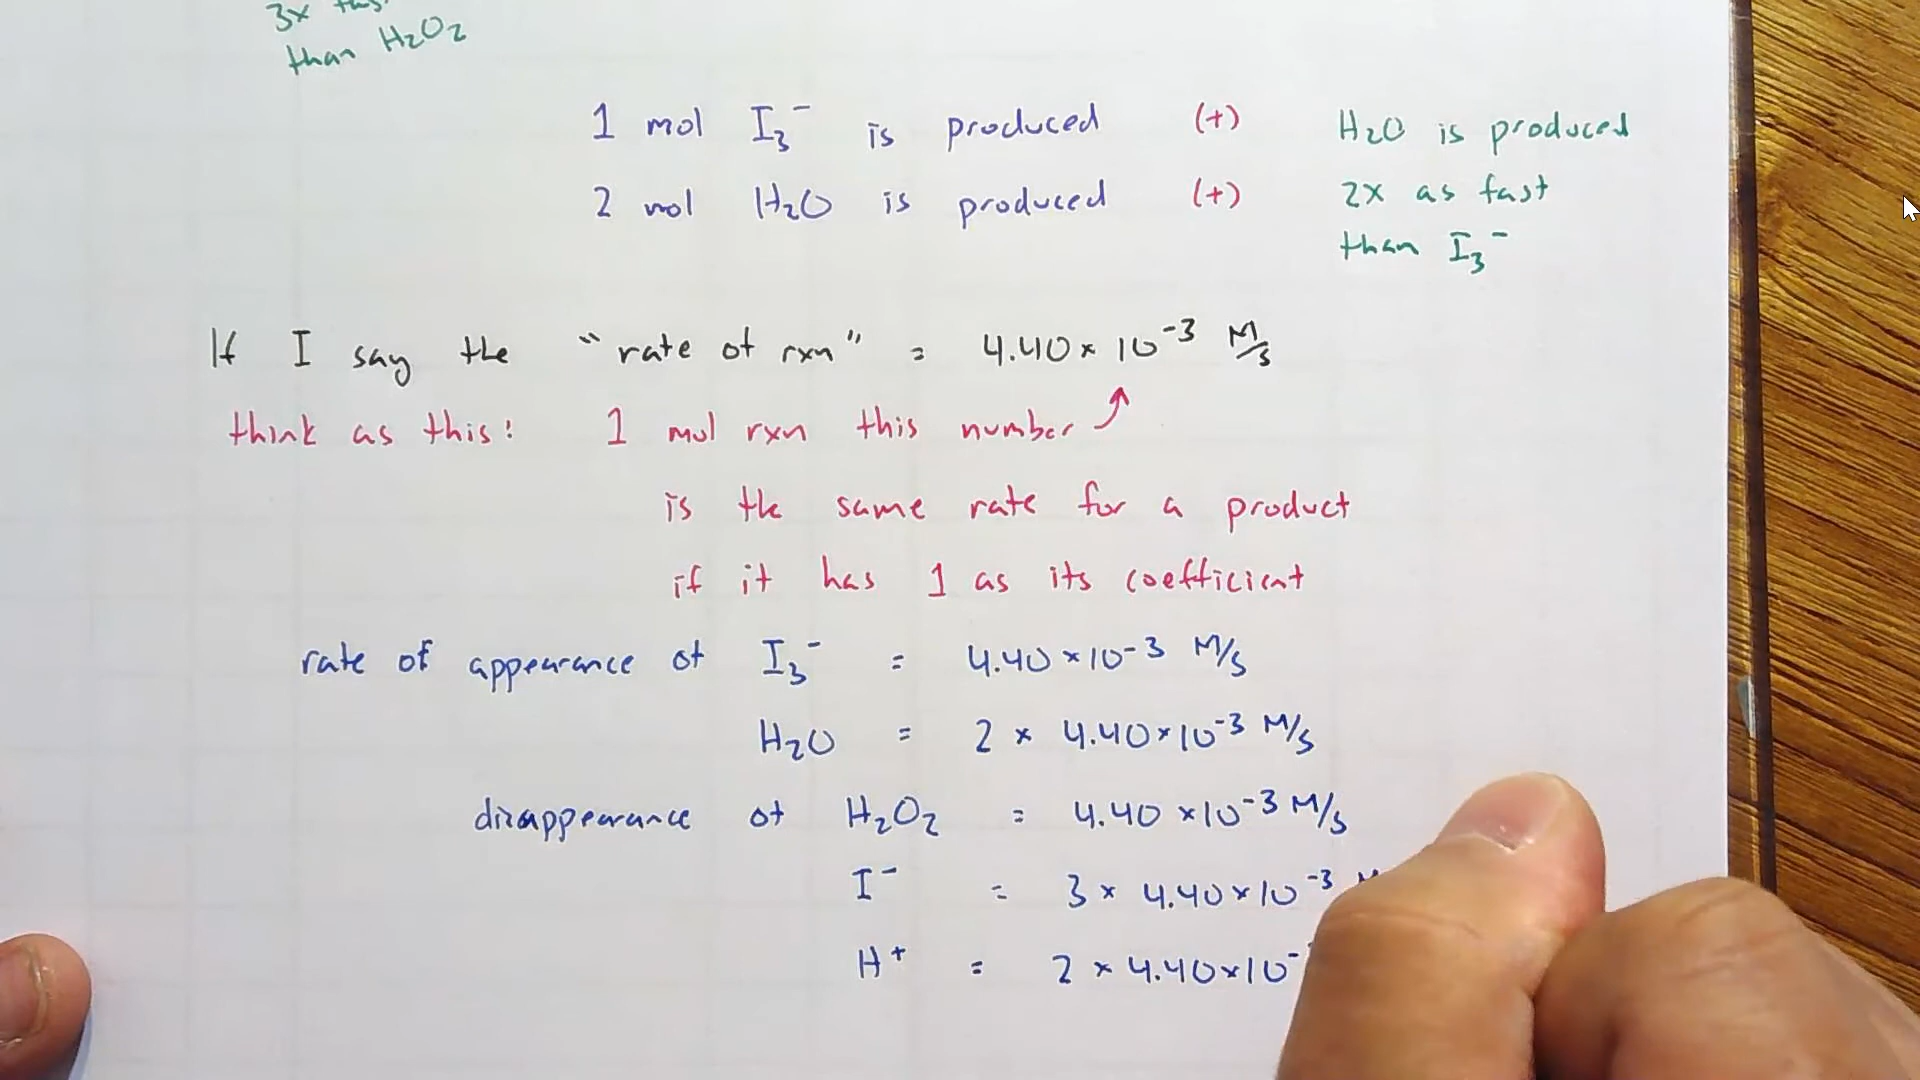 3x
than H₂O₂
1 mol I₃⁻ is produced (+)
2 mol H₂O is produced (+)
H₂O is produced
2x as fast
than I₃⁻
If I say the "rate of rxn" = 4.40 × 10⁻³ M/s
think as this: 1 mol rxn this number
is the same rate for a product
if it has 1 as its coefficient
rate of appearance of I₃⁻ = 4.40 × 10⁻³ M/s
H₂O = 2 × 4.40 × 10⁻³ M/s
disappearance of H₂O₂ = 4.40 × 10⁻³ M/s
I⁻ = 3 × 4.40 × 10⁻³
H⁺ = 2 × 4.40 × 10⁻